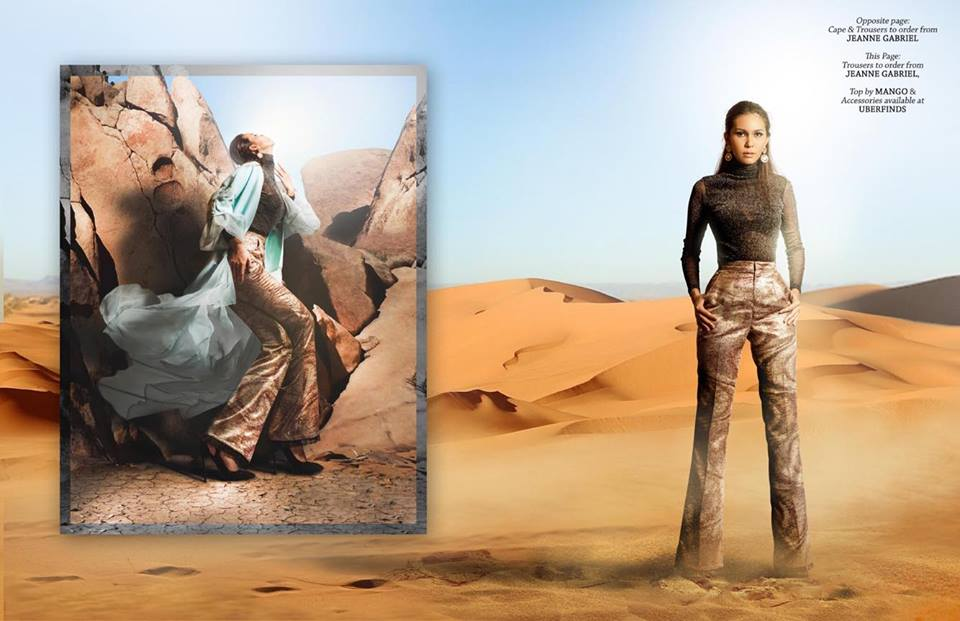 Opposite page:
Cape & Trousers to order from
JEANNE GABRIEL
This Page:
Trousers to order from
JEANNE GABRIEL,
Top by MANGO &
Accessories available at
UBERFINDS